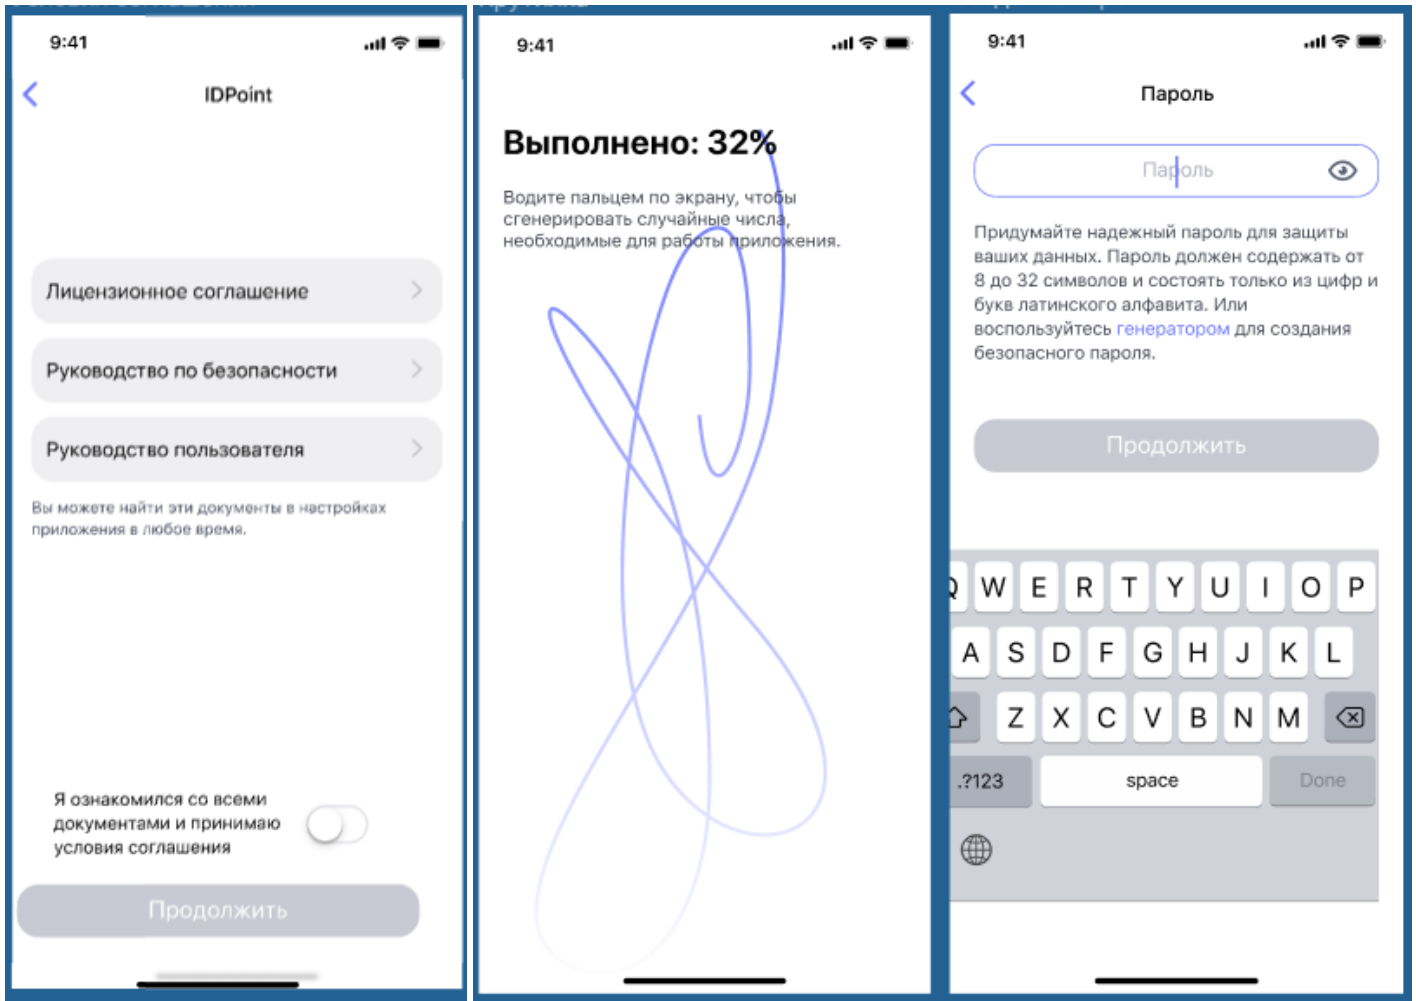 9:41
IDPoint
Лицензионное соглашение
Руководство по безопасности
Руководство пользователя
Вы можете найти эти документы в настройках
приложения в любое время.
Я ознакомился со всеми
документами и принимаю
условия соглашения
Продолжить
9:41
Выполнено: 32%
Водите пальцем по экрану, чтобы
сгенерировать случайные числа,
необходимые для работы приложения.
9:41
Пароль
Пароль
Придумайте надежный пароль для защиты
ваших данных. Пароль должен содержать от
8 до 32 символов и состоять только из цифр и
букв латинского алфавита. Или
воспользуйтесь генератором для создания
безопасного пароля.
Продолжить
Q W E R T Y U I O P
A S D F G H J K L
Z X C V B N M
.?123 space Done